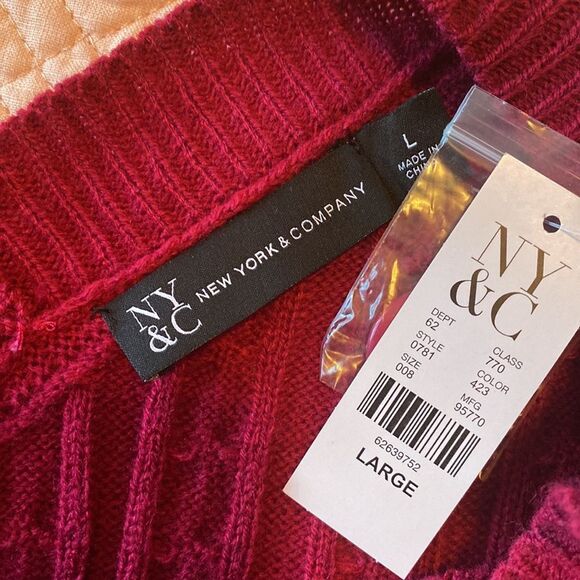 NY
&C NEW YORK & COMPANY
L
MADE IN
CHINA
NY
&C
DEPT CLASS
62 770
STYLE COLOR
0781 423
SIZE MFG
008 95770
62639752
LARGE